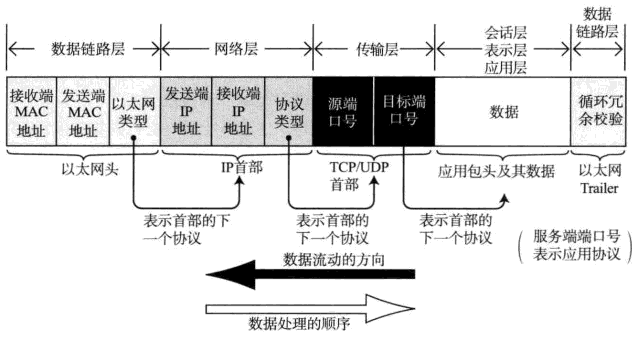 数据链路层
网络层
传输层
会话层
表示层
应用层
数据
链路层
接收端
MAC
地址
发送端
MAC
地址
以太网
类型
发送端
IP
地址
接收端
IP
地址
协议
类型
源端
口号
目标端
口号
数据
循环冗
余校验
以太网头
IP首部
TCP/UDP
首部
应用包头及其数据
以太网
Trailer
表示首部的下
一个协议
表示首部的
下一个协议
表示首部的
下一个协议
服务端端口号
表示应用协议
数据流动的方向
数据处理的顺序